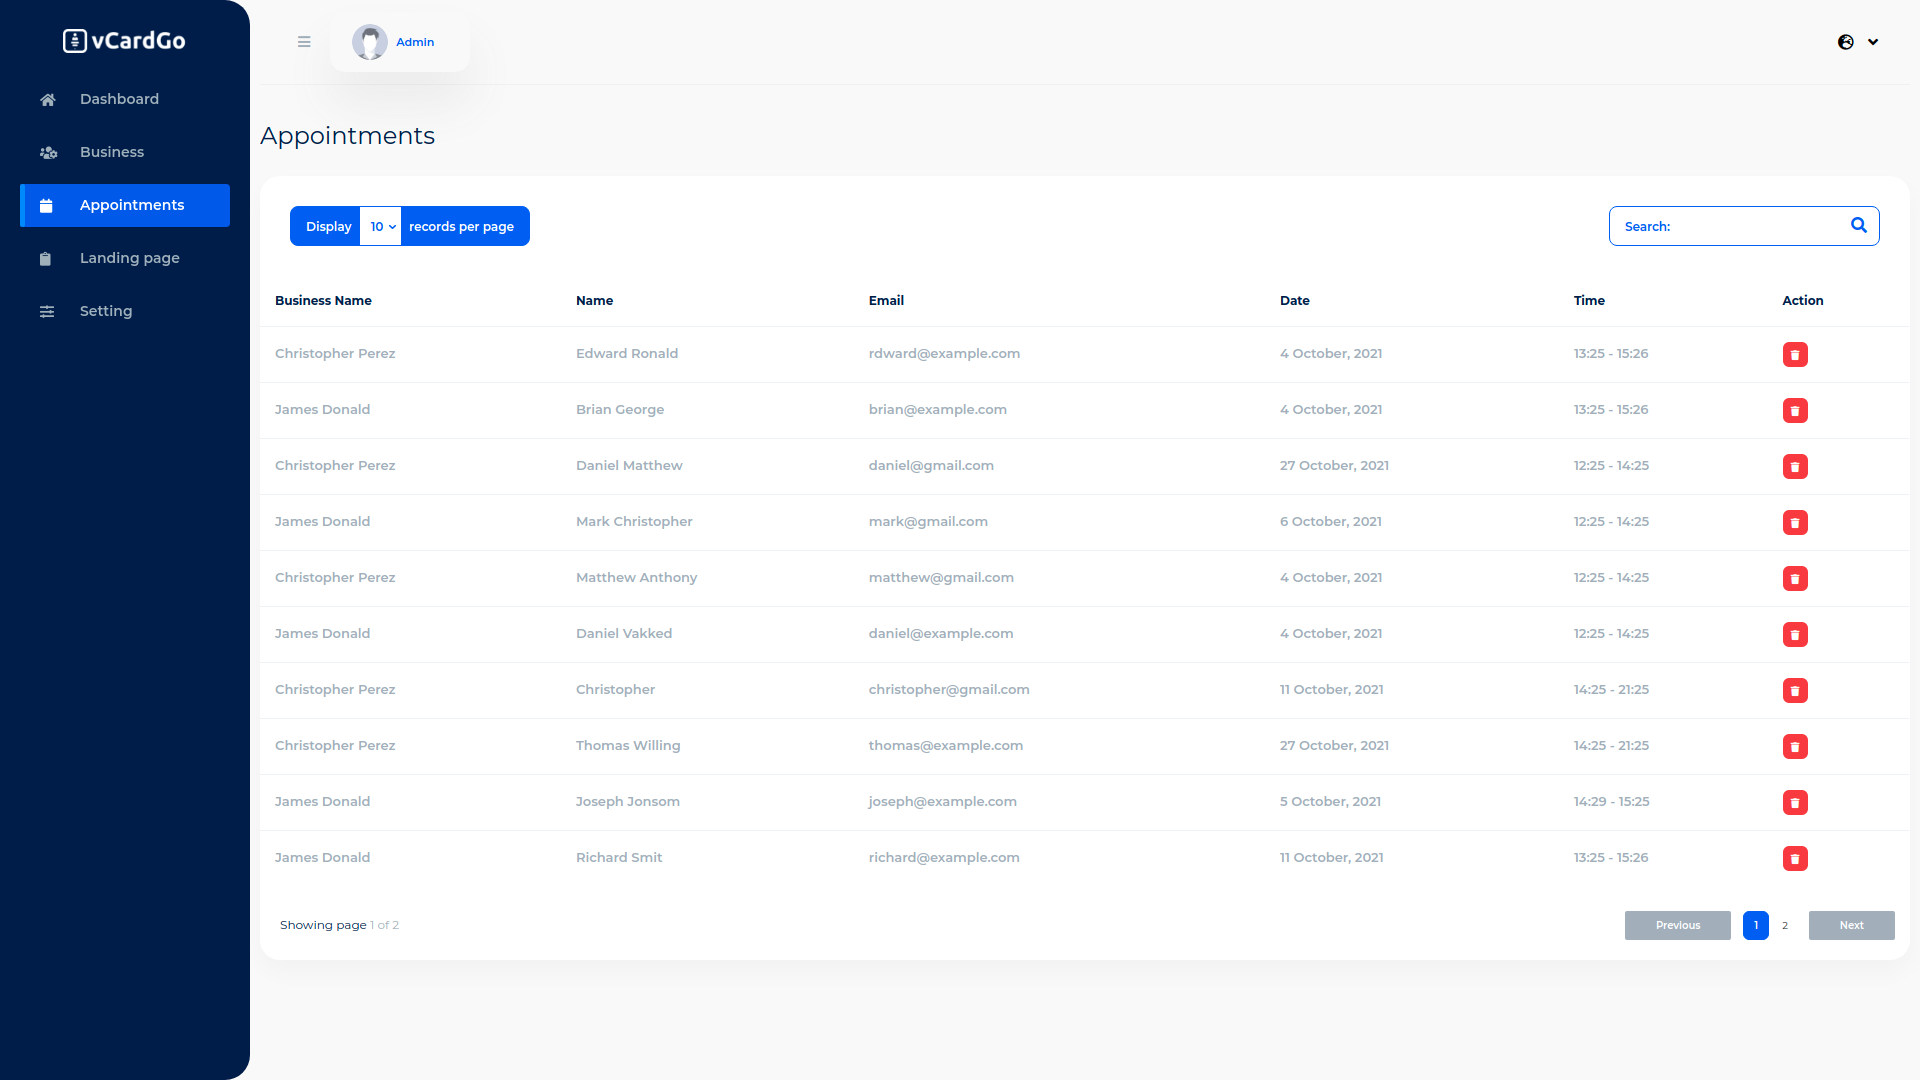 vCardGo
Admin
Dashboard
Business
Appointments
Landing page
Setting
Appointments
Display 10 records per page
Search:
Business Name Name Email Date Time Action
Christopher Perez Edward Ronald rdward@example.com 4 October, 2021 13:25 - 15:26
James Donald Brian George brian@example.com 4 October, 2021 13:25 - 15:26
Christopher Perez Daniel Matthew daniel@gmail.com 27 October, 2021 12:25 - 14:25
James Donald Mark Christopher mark@gmail.com 6 October, 2021 12:25 - 14:25
Christopher Perez Matthew Anthony matthew@gmail.com 4 October, 2021 12:25 - 14:25
James Donald Daniel Vakked daniel@example.com 4 October, 2021 12:25 - 14:25
Christopher Perez Christopher christopher@gmail.com 11 October, 2021 14:25 - 21:25
Christopher Perez Thomas Willing thomas@example.com 27 October, 2021 14:25 - 21:25
James Donald Joseph Jonsom joseph@example.com 5 October, 2021 14:29 - 15:25
James Donald Richard Smit richard@example.com 11 October, 2021 13:25 - 15:26
Showing page 1 of 2
Previous 1 2 Next